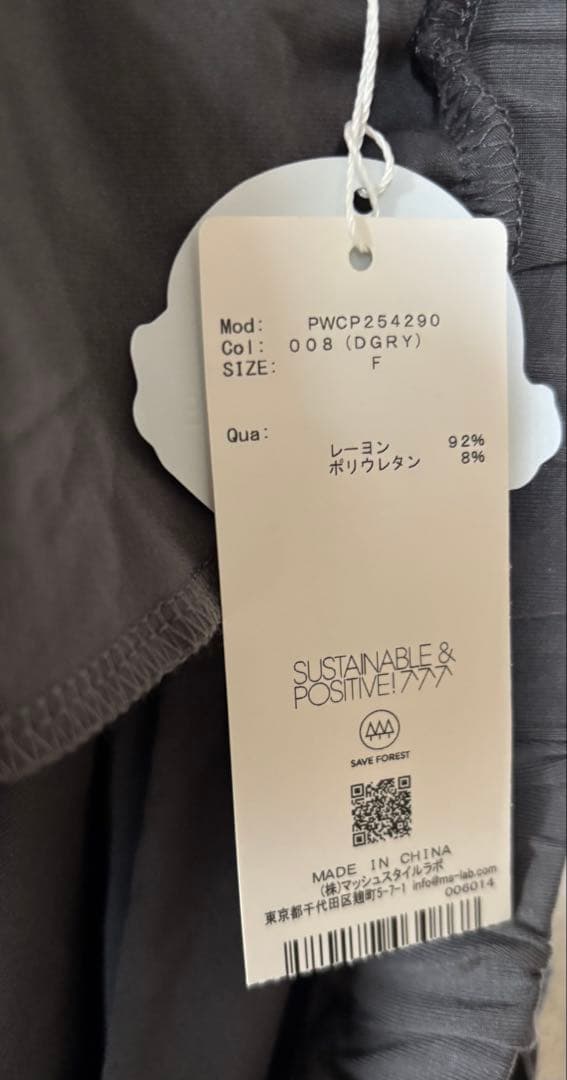 Mod: PWCP254290
Col: 008 (DGRY)
SIZE: F
Qua: レーヨン 92%
ポリウレタン 8%
SUSTAINABLE &
POSITIVE!
SAVE FOREST
MADE IN CHINA
(株)マッシュスタイルラボ
東京都千代田区麹町5-7-1 info@ms-lab.com
006014